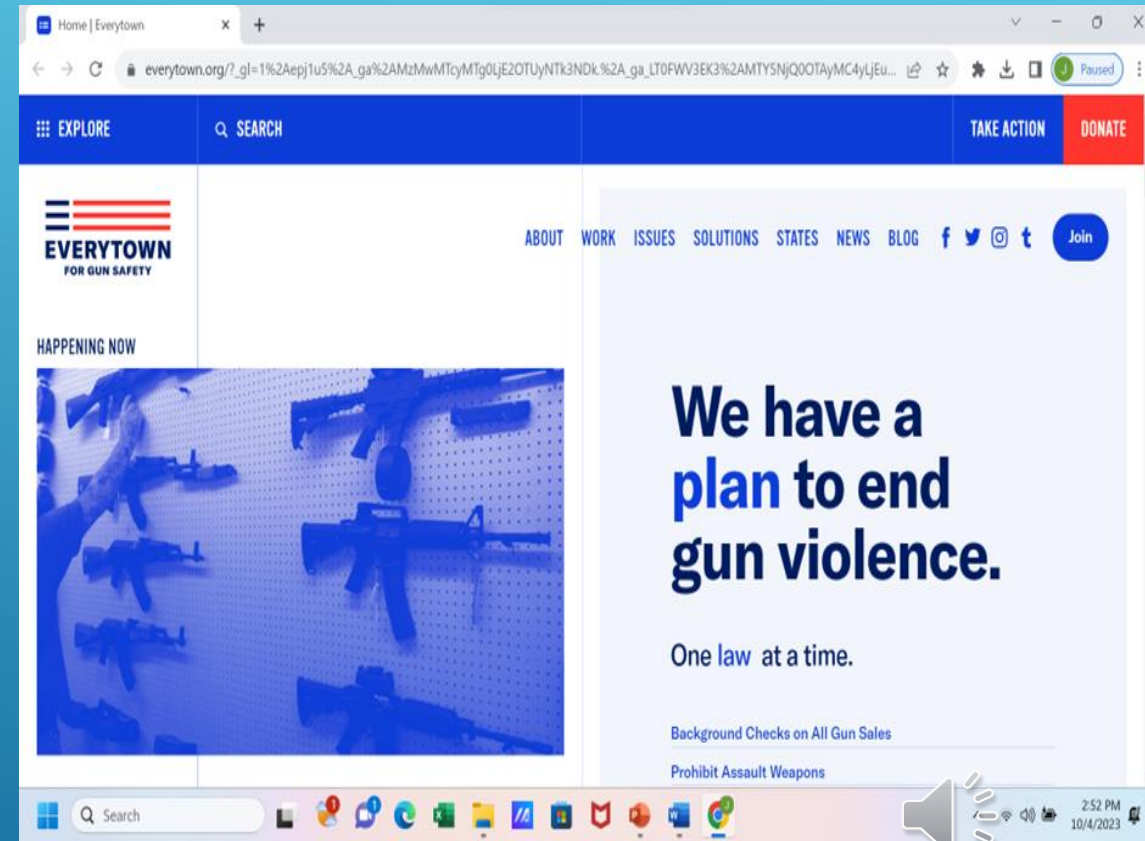 Home | Everytown
everytown.org/?_gl=1%2Aepj1u5%2A_ga%2AMzMwMTcyMTg0LjE2OTUyNTk3NDk.%2A_ga_LT0FWV3EK3%2AMTY5NjQ0OTAyMC4yLjEu...
J
Paused
EXPLORE
SEARCH
TAKE ACTION
DONATE
EVERYTOWN
FOR GUN SAFETY
ABOUT WORK ISSUES SOLUTIONS STATES NEWS BLOG
Join
HAPPENING NOW
We have a
plan to end
gun violence.
One law at a time.
Background Checks on All Gun Sales
Prohibit Assault Weapons
Search
2:52 PM
10/4/2023